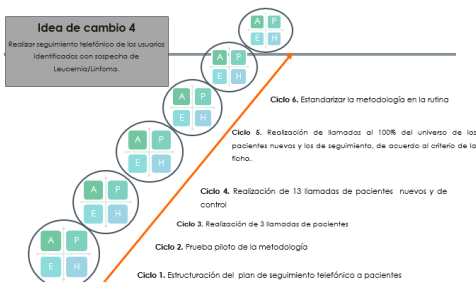 Idea de cambio 4
Realizar seguimiento telefónico de los usuarios
identificados con sospecha de
Leucemia/Linfoma.
A P
E H
A P
E H
A P
E H
A P
E H
A P
E H
A P
E H
Ciclo 6. Estandarizar la metodología en la rutina
Ciclo 5. Realización de llamadas al 100% del universo de los
pacientes nuevos y los de seguimiento, de acuerdo al criterio de la
ficha.
Ciclo 4. Realización de 13 llamadas de pacientes nuevos y de
control
Ciclo 3. Realización de 3 llamadas de pacientes
Ciclo 2. Prueba piloto de la metodología
Ciclo 1. Estructuración del plan de seguimiento telefónico a pacientes